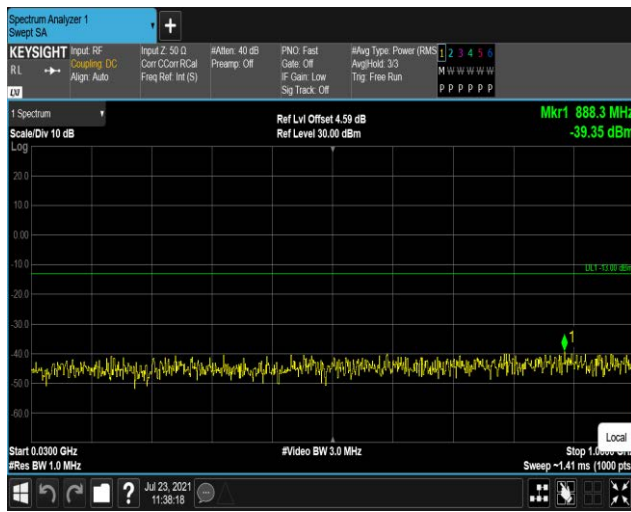 Spectrum Analyzer 1
Swept SA
KEYSIGHT
RL
Input: RF
Coupling: DC
Align: Auto
Input Z: 50 Ω
Corr CCorr RCal
Freq Ref: Int (S)
#Atten: 40 dB
Preamp: Off
PNO: Fast
Gate: Off
IF Gain: Low
Sig Track: Off
#Avg Type: Power (RMS
Avg|Hold: 3/3
Trig: Free Run
1 2 3 4 5 6
M W W W W W
P P P P P P
1 Spectrum
Scale/Div 10 dB
Log
Ref Lvl Offset 4.59 dB
Ref Level 30.00 dBm
Mkr1 888.3 MHz
-39.35 dBm
20.0
10.0
0.00
-10.0
DL1 -13.00 dBm
-20.0
-30.0
1
-40.0
-50.0
-60.0
Local
Start 0.0300 GHz
#Res BW 1.0 MHz
#Video BW 3.0 MHz
Stop
Sweep ~1.41 ms (1000 pts
?
Jul 23, 2021
11:38:18